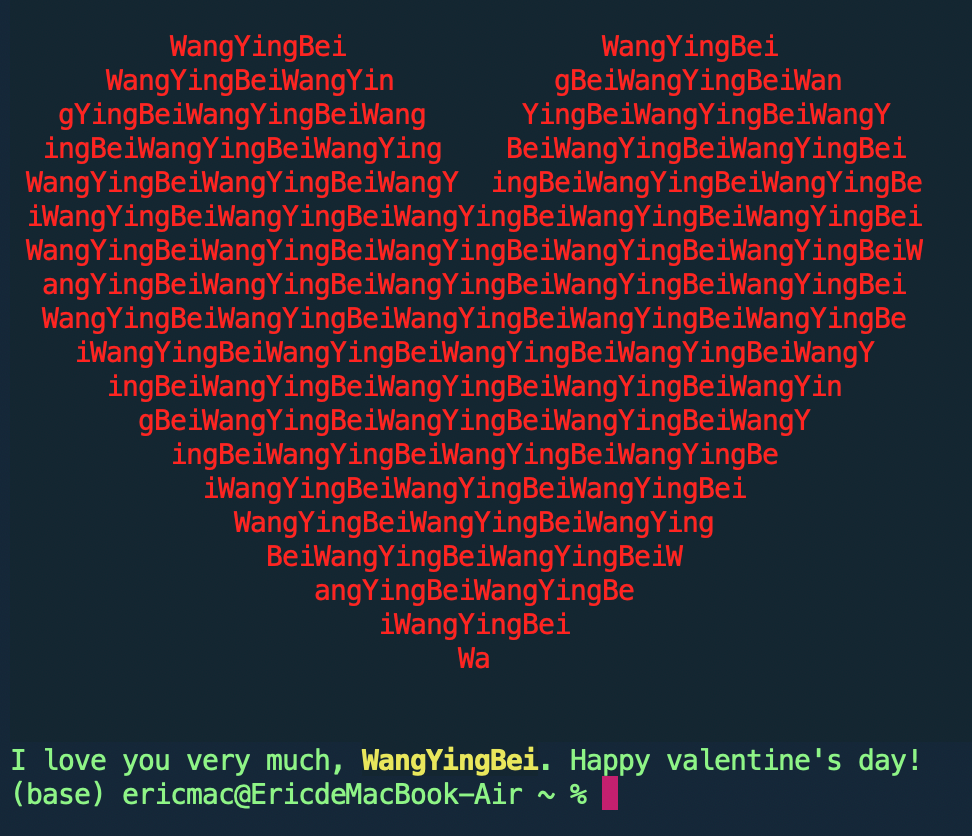 WangYingBei WangYingBei
WangYingBeiWangYin gBeiWangYingBeiWan
gYingBeiWangYingBeiWang YingBeiWangYingBeiWangY
ingBeiWangYingBeiWangYing BeiWangYingBeiWangYingBei
WangYingBeiWangYingBeiWangY ingBeiWangYingBeiWangYingBe
iWangYingBeiWangYingBeiWangYingBeiWangYingBeiWangYingBei
WangYingBeiWangYingBeiWangYingBeiWangYingBeiWangYingBeiW
angYingBeiWangYingBeiWangYingBeiWangYingBeiWangYingBei
WangYingBeiWangYingBeiWangYingBeiWangYingBeiWangYingBe
iWangYingBeiWangYingBeiWangYingBeiWangYingBeiWangY
ingBeiWangYingBeiWangYingBeiWangYingBeiWangYin
gBeiWangYingBeiWangYingBeiWangYingBeiWangY
ingBeiWangYingBeiWangYingBeiWangYingBe
iWangYingBeiWangYingBeiWangYingBei
WangYingBeiWangYingBeiWangYing
BeiWangYingBeiWangYingBeiW
angYingBeiWangYingBe
iWangYingBei
Wa
I love you very much, WangYingBei. Happy valentine's day!
(base) ericmac@EricdeMacBook-Air ~ %